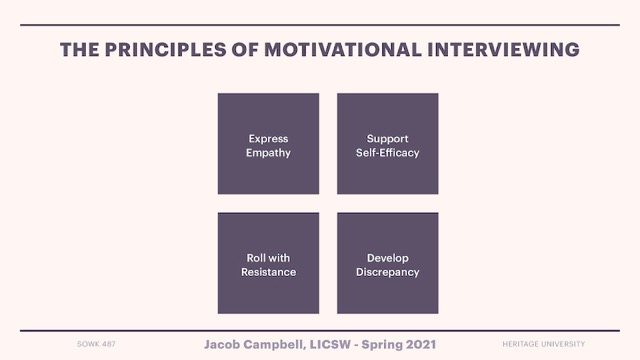 THE PRINCIPLES OF MOTIVATIONAL INTERVIEWING
Express
Empathy
Support
Self-Efficacy
Roll with
Resistance
Develop
Discrepancy
SOWK 487
Jacob Campbell, LICSW - Spring 2021
HERITAGE UNIVERSITY